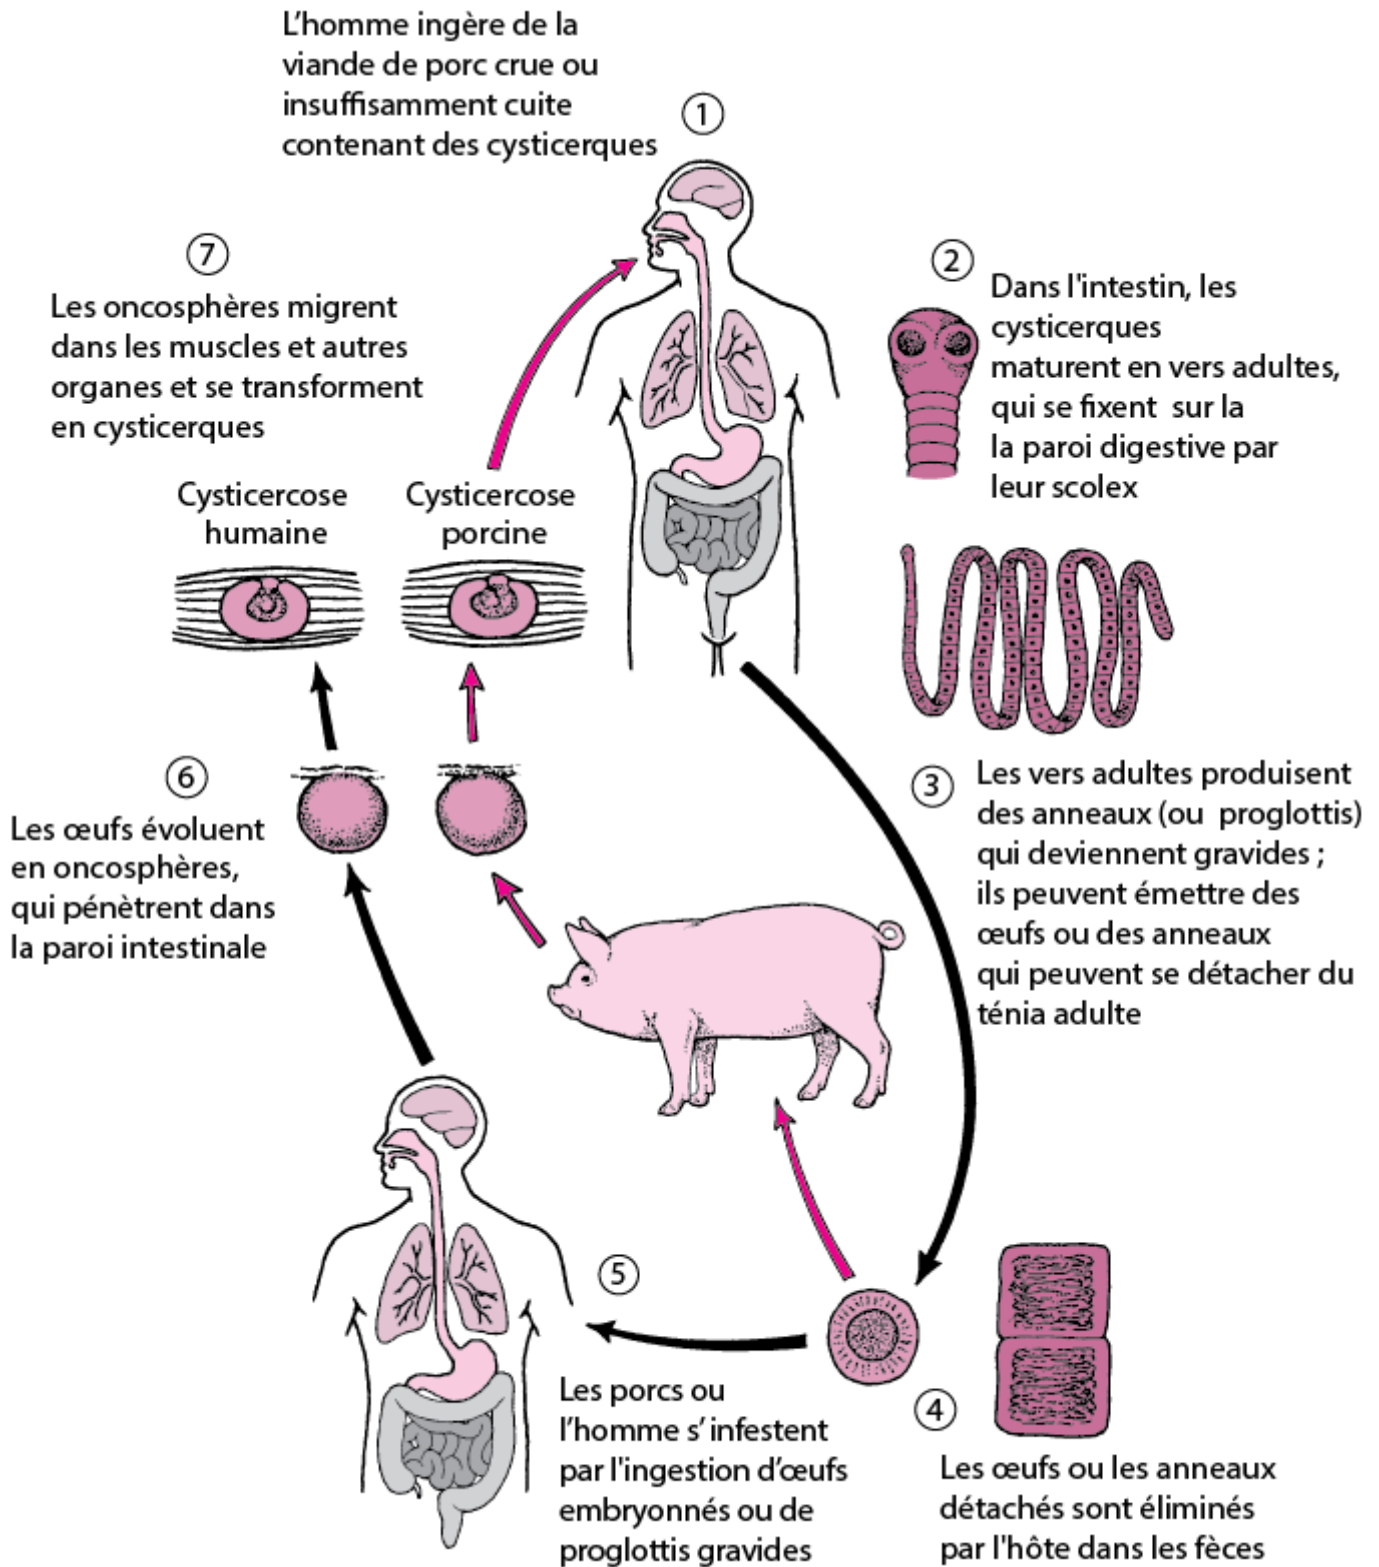 L'homme ingère de la
viande de porc crue ou
insuffisamment cuite
contenant des cysticerques
1
2
Dans l'intestin, les
cysticerques
maturent en vers adultes,
qui se fixent sur la
la paroi digestive par
leur scolex
3
Les vers adultes produisent
des anneaux (ou proglottis)
qui deviennent gravides ;
ils peuvent émettre des
œufs ou des anneaux
qui peuvent se détacher du
ténia adulte
4
Les œufs ou les anneaux
détachés sont éliminés
par l'hôte dans les fèces
5
Les porcs ou
l'homme s' infestent
par l'ingestion d'œufs
embryonnés ou de
proglottis gravides
6
Les œufs évoluent
en oncosphères,
qui pénètrent dans
la paroi intestinale
7
Les oncosphères migrent
dans les muscles et autres
organes et se transforment
en cysticerques
Cysticercose
humaine
Cysticercose
porcine